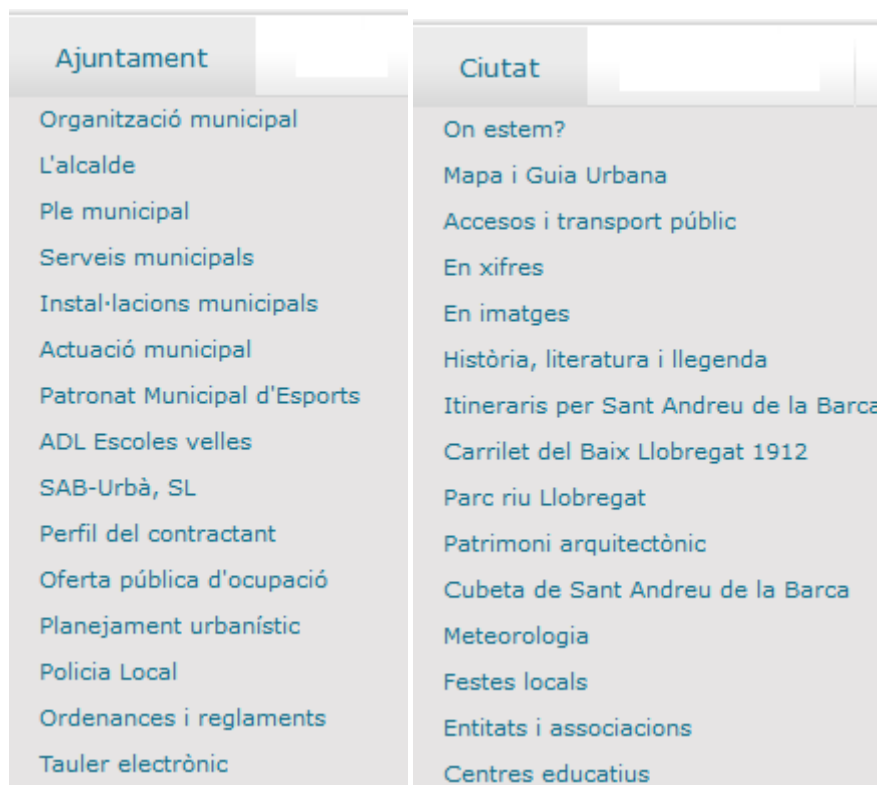 Ajuntament
Organització municipal
L'alcalde
Ple municipal
Serveis municipals
Instal·lacions municipals
Actuació municipal
Patronat Municipal d'Esports
ADL Escoles velles
SAB-Urbà, SL
Perfil del contractant
Oferta pública d'ocupació
Planejament urbanístic
Policia Local
Ordenances i reglaments
Tauler electrònic
Ciutat
On estem?
Mapa i Guia Urbana
Accesos i transport públic
En xifres
En imatges
Història, literatura i llegenda
Itineraris per Sant Andreu de la Barca
Carrilet del Baix Llobregat 1912
Parc riu Llobregat
Patrimoni arquitectònic
Cubeta de Sant Andreu de la Barca
Meteorologia
Festes locals
Entitats i associacions
Centres educatius